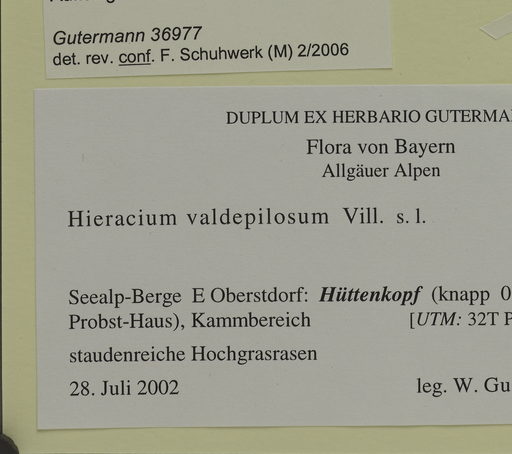 Gutermann 36977
det. rev. conf. F. Schuhwerk (M) 2/2006
DUPLUM EX HERBARIO GUTERMA
Flora von Bayern
Allgäuer Alpen
Hieracium valdepilosum Vill. s. l.
Seealp-Berge E Oberstdorf: Hüttenkopf (knapp 0
Probst-Haus), Kammbereich [UTM: 32T P
staudenreiche Hochgrasrasen
28. Juli 2002 leg. W. Gu